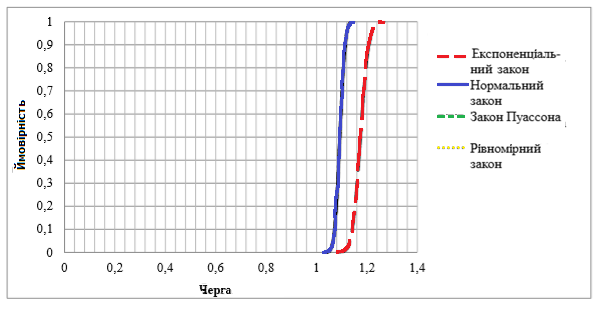 1
0,9
0,8
0,7
0,6
0,5
0,4
0,3
0,2
0,1
0
Ймовірність
0
0,2
0,4
0,6
0,8
1
1,2
1,4
Черга
Експоненціаль-
ний закон
Нормальний
закон
Закон Пуассона
Рівномірний
закон